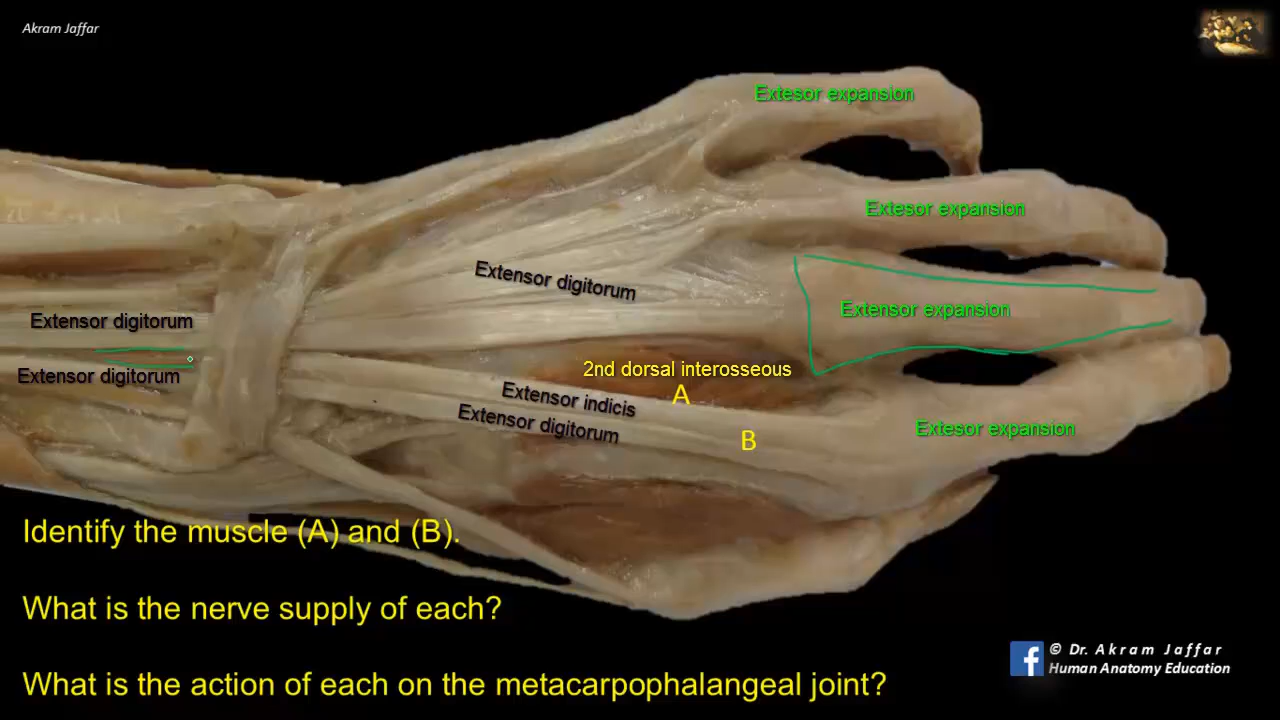 Akram Jaffar
Extesor expansion
Extesor expansion
Extensor digitorum
Extensor expansion
Extensor digitorum
2nd dorsal interosseous
Extensor digitorum
A
Extensor indicis
Extensor digitorum
B
Extesor expansion
Identify the muscle (A) and (B).
What is the nerve supply of each?
What is the action of each on the metacarpophalangeal joint?
f
© Dr. Akram Jaffar
Human Anatomy Education